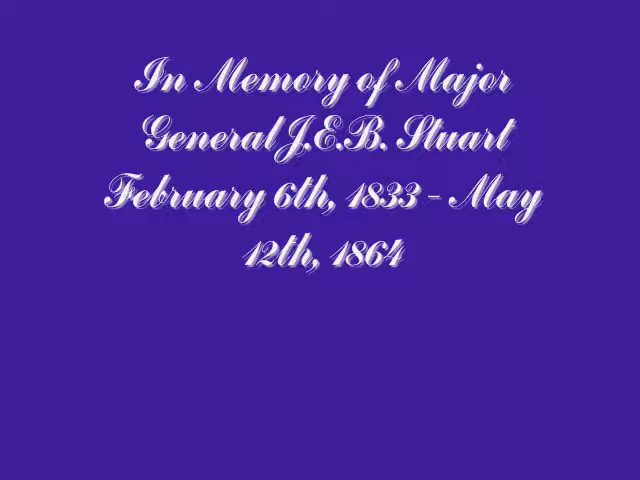 In Memory of Major
General J.E.B. Stuart
February 6th, 1833 - May
12th, 1864